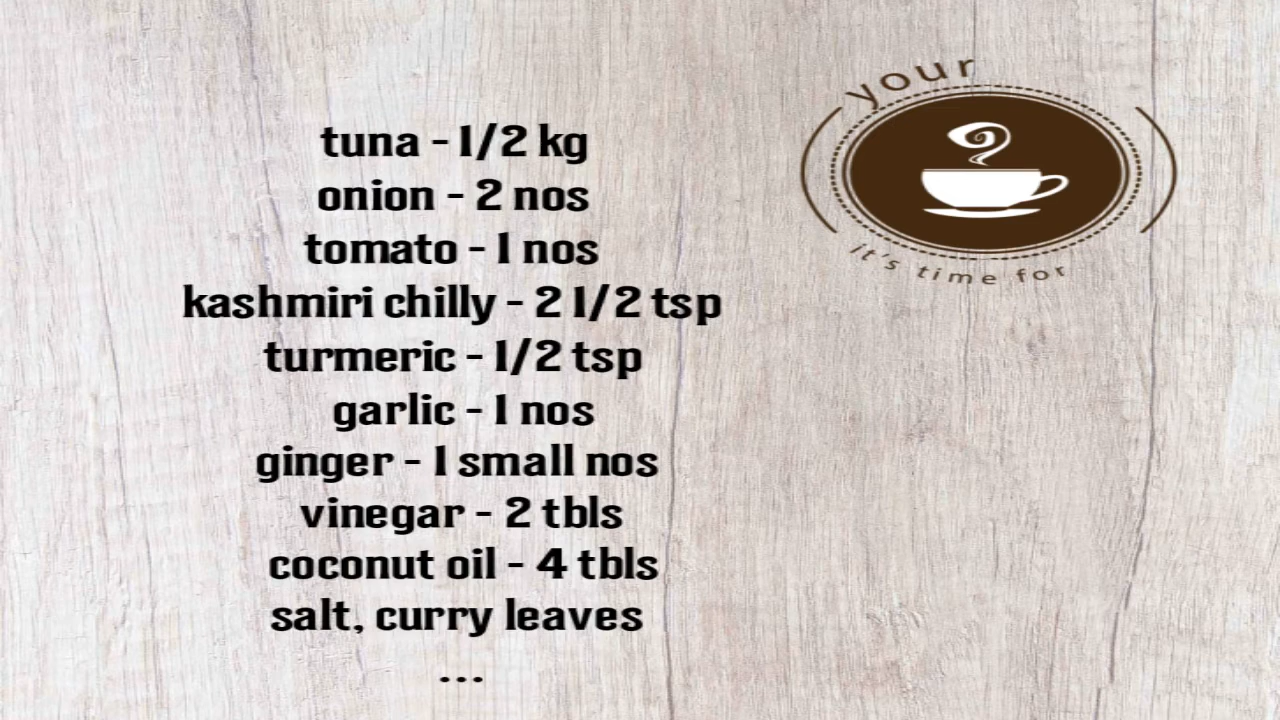 tuna - 1/2 kg
onion - 2 nos
tomato - 1 nos
kashmiri chilly - 2 1/2 tsp
turmeric - 1/2 tsp
garlic - 1 nos
ginger - 1 small nos
vinegar - 2 tbls
coconut oil - 4 tbls
salt, curry leaves
...
your
it's time for